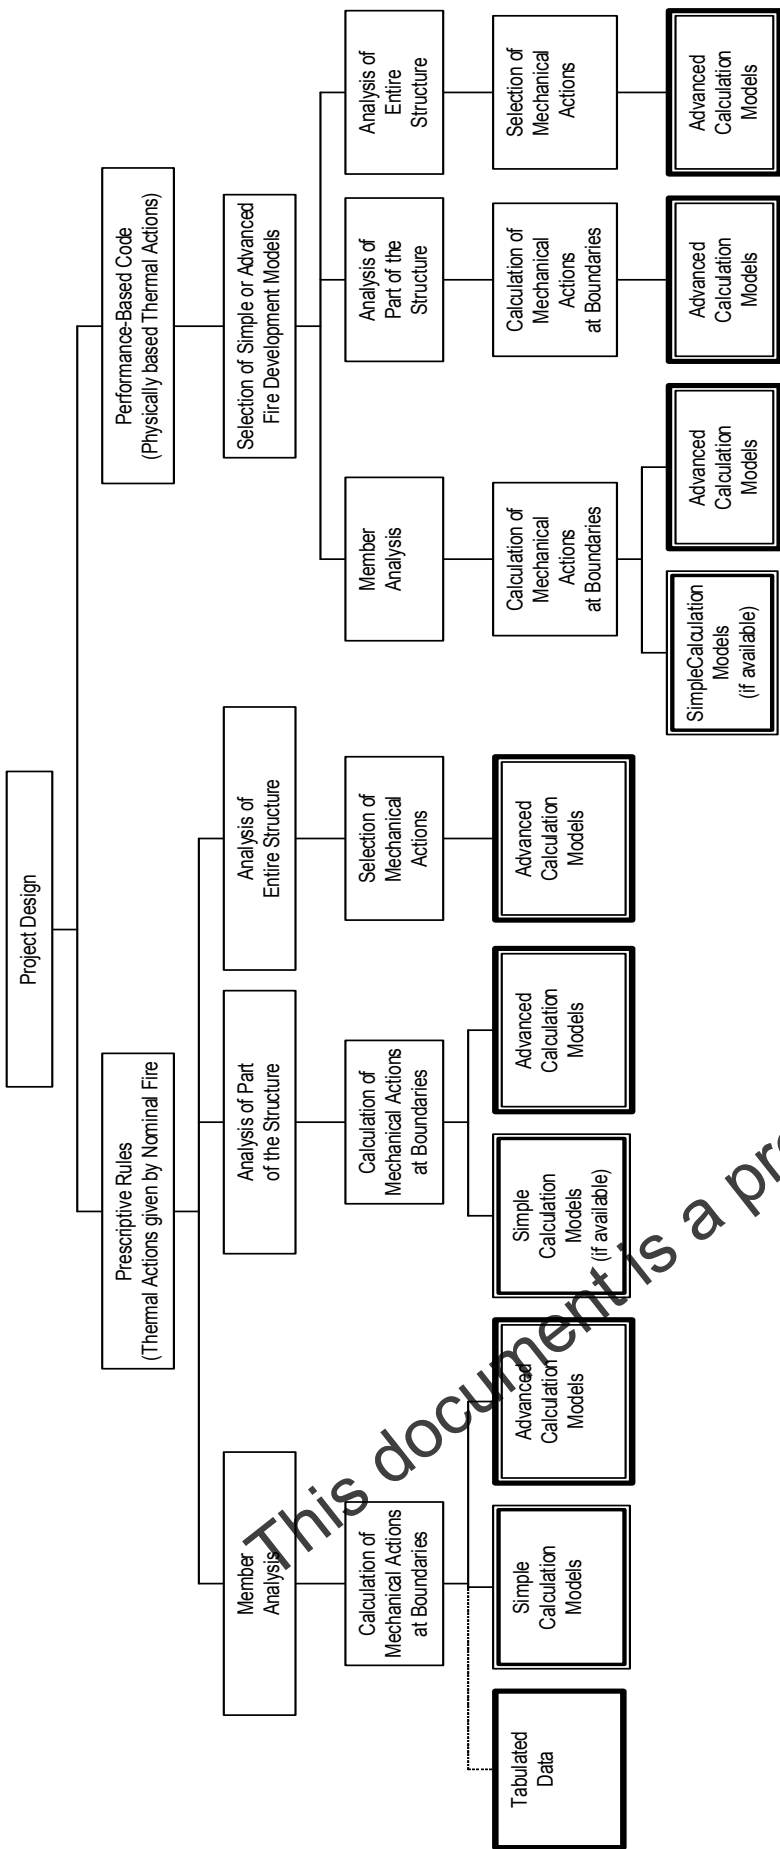 Project Design
Prescriptive Rules
(Thermal Actions given by Nominal Fire
Performance-Based Code
(Physically based Thermal Actions)
Member
Analysis
Analysis of Part
of the Structure
Analysis of
Entire Structure
Selection of Simple or Advanced
Fire Development Models
Calculation of
Mechanical Actions
at Boundaries
Calculation of
Mechanical Actions
at Boundaries
Selection of
Mechanical
Actions
Member
Analysis
Analysis of
Part of the
Structure
Analysis of
Entire
Structure
Tabulated
Data
Simple
Calculation
Models
Advanced
Calculation
Models
Simple
Calculation
Models
(if available)
Advanced
Calculation
Models
Advanced
Calculation
Models
Calculation of
Mechanical
Actions
at Boundaries
Calculation of
Mechanical
Actions
at Boundaries
Selection of
Mechanical
Actions
SimpleCalculation
Models
(if available)
Advanced
Calculation
Models
Advanced
Calculation
Models
Advanced
Calculation
Models
This document is a pre